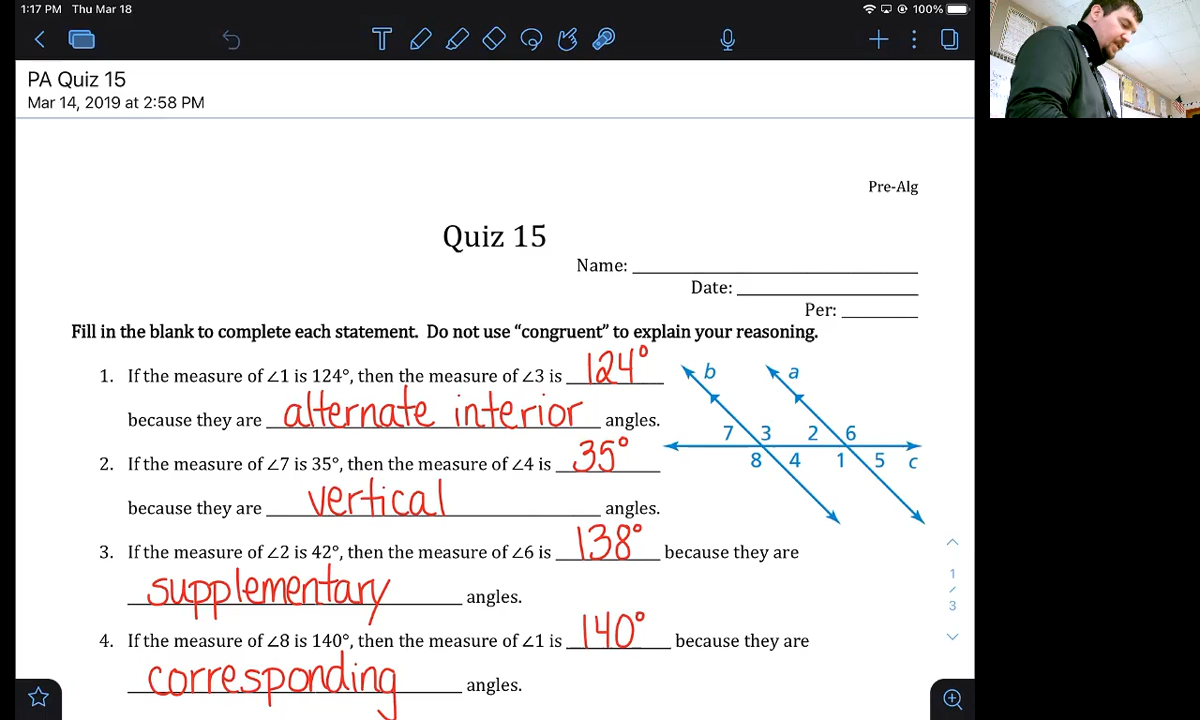 1:17 PM Thu Mar 18
100%
T
PA Quiz 15
Mar 14, 2019 at 2:58 PM
Pre-Alg
Quiz 15
Name: ____________
Date: ____________
Per: ________
Fill in the blank to complete each statement. Do not use “congruent” to explain your reasoning.
1. If the measure of ∠1 is 124°, then the measure of ∠3 is 124°
because they are alternate interior angles.
2. If the measure of ∠7 is 35°, then the measure of ∠4 is 35°
because they are vertical angles.
3. If the measure of ∠2 is 42°, then the measure of ∠6 is 138° because they are
supplementary angles.
4. If the measure of ∠8 is 140°, then the measure of ∠1 is 140° because they are
corresponding angles.
b a
7 3 2 6
8 4 1 5 c
1
/
3